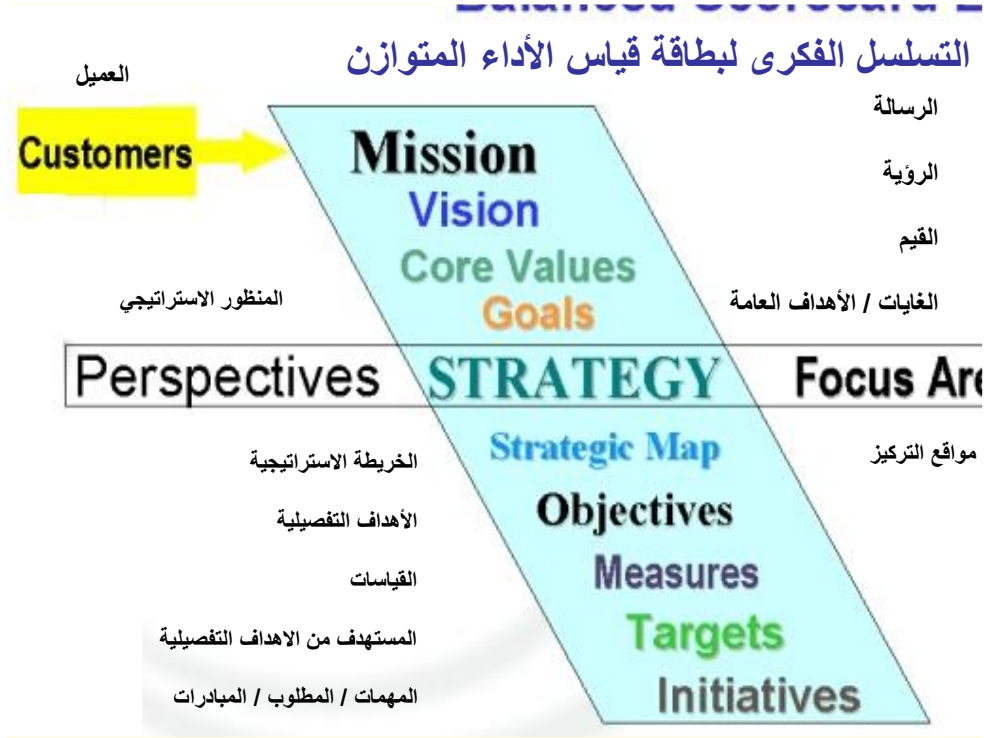 Balanced Scorecard
التسلسل الفكرى لبطاقة قياس الأداء المتوازن
العميل
الرسالة
Customers
Mission
الرؤية
Vision
القيم
Core Values
المنظور الاستراتيجي
الغايات / الأهداف العامة
Goals
Perspectives
STRATEGY
Focus Are
Strategic Map
مواقع التركيز
الخريطة الاستراتيجية
Objectives
الأهداف التفصيلية
Measures
القياسات
Targets
المستهدف من الاهداف التفصيلية
Initiatives
المهمات / المطلوب / المبادرات